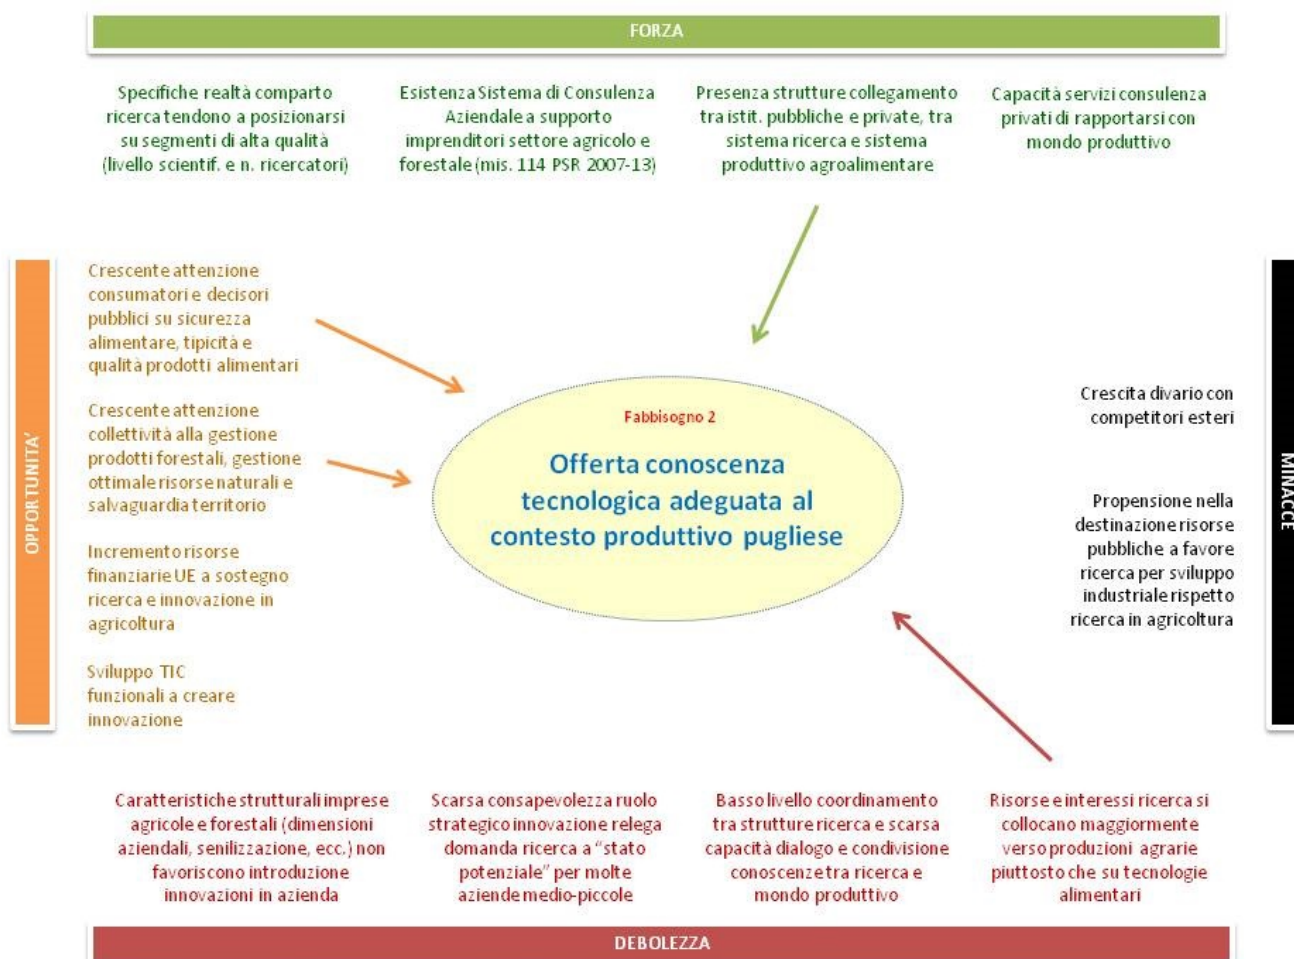 FORZA
Specifiche realtà comparto
ricerca tendono a posizionarsi
su segmenti di alta qualità
(livello scientif. e n. ricercatori)
Esistenza Sistema di Consulenza
Aziendale a supporto
imprenditori settore agricolo e
forestale (mis. 114 PSR 2007-13)
Presenza strutture collegamento
tra istit. pubbliche e private, tra
sistema ricerca e sistema
produttivo agroalimentare
Capacità servizi consulenza
privati di rapportarsi con
mondo produttivo
OPPORTUNITA'
Crescente attenzione
consumatori e decisori
pubblici su sicurezza
alimentare, tipicità e
qualità prodotti alimentari
Crescente attenzione
collettività alla gestione
prodotti forestali, gestione
ottimale risorse naturali e
salvaguardia territorio
Incremento risorse
finanziarie UE a sostegno
ricerca e innovazione in
agricoltura
Sviluppo TIC
funzionali a creare
innovazione
Fabbisogno 2
Offerta conoscenza
tecnologica adeguata al
contesto produttivo pugliese
Crescita divario con
competitori esteri
Propensione nella
destinazione risorse
pubbliche a favore
ricerca per sviluppo
industriale rispetto
ricerca in agricoltura
MINACCE
Caratteristiche strutturali imprese
agricole e forestali (dimensioni
aziendali, senilizzazione, ecc.) non
favoriscono introduzione
innovazioni in azienda
Scarsa consapevolezza ruolo
strategico innovazione relega
domanda ricerca a “stato
potenziale” per molte
aziende medio-piccole
Basso livello coordinamento
tra strutture ricerca e scarsa
capacità dialogo e condivisione
conoscenze tra ricerca e
mondo produttivo
Risorse e interessi ricerca si
collocano maggiormente
verso produzioni agrarie
piuttosto che su tecnologie
alimentari
DEBOLEZZA